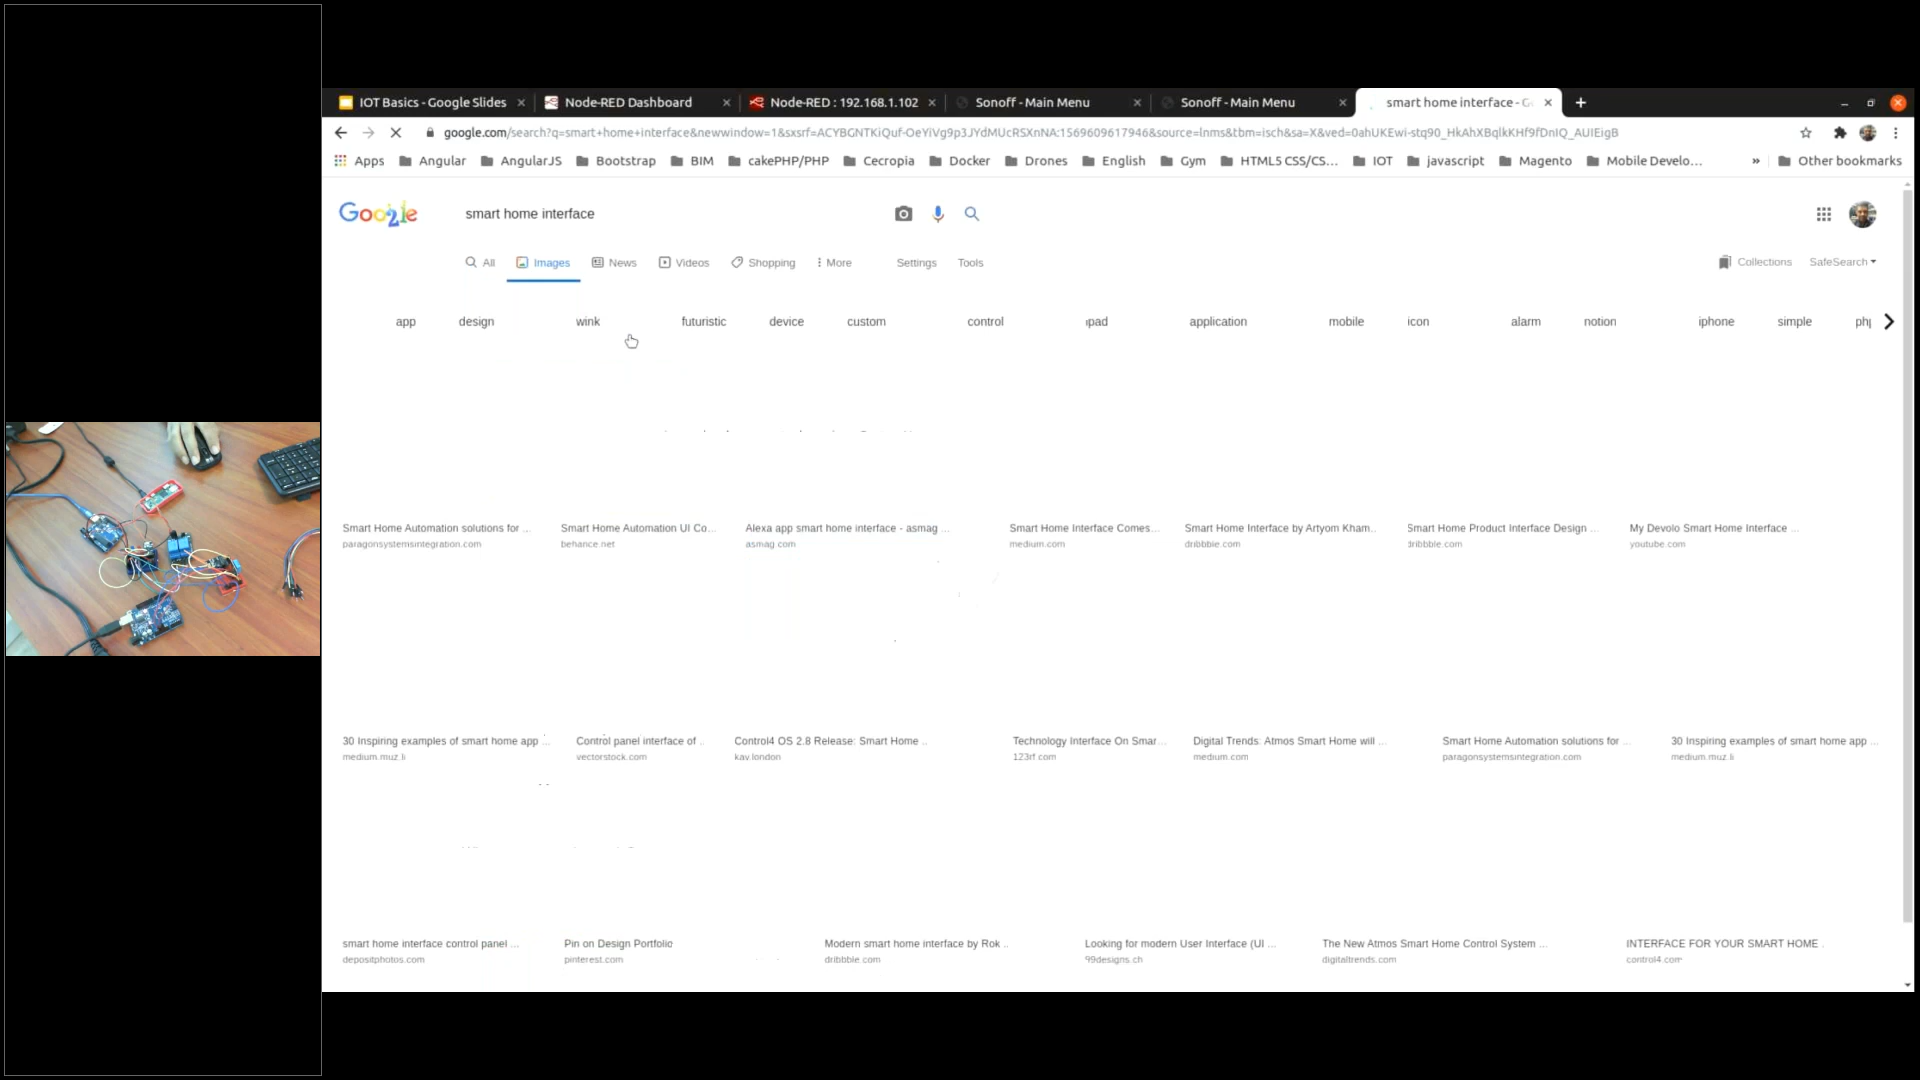 IOT Basics - Google Slides
Node-RED Dashboard
Node-RED : 192.168.1.102
Sonoff - Main Menu
Sonoff - Main Menu
smart home interface - G
google.com/search?q=smart+home+interface&newwindow=1&sxsrf=ACYBGNTKiQuf-OeYiVg9p3JYdMUcRSXnNA:1569609617946&source=lnms&tbm=isch&sa=X&ved=0ahUKEwi-stq90_HkAhXBqlkKHf9fDnIQ_AUIEigB
Apps Angular AngularJS Bootstrap BIM cakePHP/PHP Cecropia Docker Drones English Gym HTML5 CSS/CS... IOT javascript Magento Mobile Develo... » Other bookmarks
Google
smart home interface
All Images News Videos Shopping More Settings Tools Collections SafeSearch
app design wink futuristic device custom control ipad application mobile icon alarm notion iphone simple
Smart Home Automation solutions for ...
paragonsystemsintegration.com
Smart Home Automation UI Co...
behance.net
Alexa app smart home interface - asmag ...
asmag.com
Smart Home Interface Comes...
medium.com
Smart Home Interface by Artyom Kham..
dribbble.com
Smart Home Product Interface Design ...
dribbble.com
My Devolo Smart Home Interface ...
youtube.com
30 Inspiring examples of smart home app ...
medium.muz.li
Control panel interface of ..
vectorstock.com
Control4 OS 2.8 Release: Smart Home ..
kav.london
Technology Interface On Smar...
123rf.com
Digital Trends: Atmos Smart Home will ...
medium.com
Smart Home Automation solutions for ...
paragonsystemsintegration.com
30 Inspiring examples of smart home app ...
medium.muz.li
smart home interface control panel ...
depositphotos.com
Pin on Design Portfolio
pinterest.com
Modern smart home interface by Rok ..
dribbble.com
Looking for modern User Interface (UI ...
99designs.ch
The New Atmos Smart Home Control System ...
digitaltrends.com
INTERFACE FOR YOUR SMART HOME .
control4.com